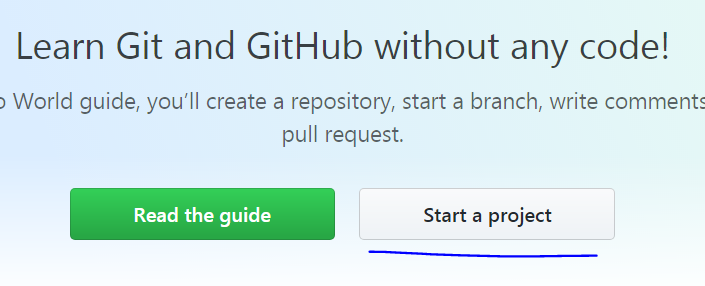 Learn Git and GitHub without any code!
o World guide, you’ll create a repository, start a branch, write comments
pull request.
Read the guide
Start a project